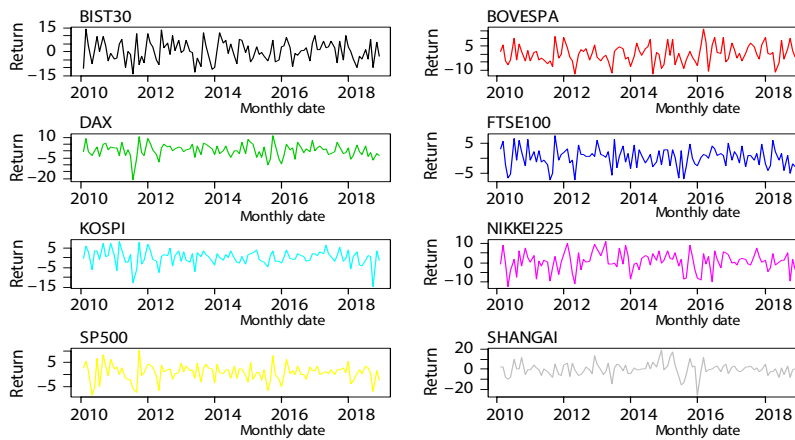 BIST30
Return
15
0
−15
2010 2012 2014 2016 2018
Monthly date
BOVESPA
Return
5
−10
2010 2012 2014 2016 2018
Monthly date
DAX
Return
10
−5
−20
2010 2012 2014 2016 2018
Monthly date
FTSE100
Return
5
−5
2010 2012 2014 2016 2018
Monthly date
KOSPI
Return
5
−5
−15
2010 2012 2014 2016 2018
Monthly date
NIKKEI225
Return
10
0
−10
2010 2012 2014 2016 2018
Monthly date
SP500
Return
5
−5
2010 2012 2014 2016 2018
Monthly date
SHANGAI
Return
20
0
−20
2010 2012 2014 2016 2018
Monthly date